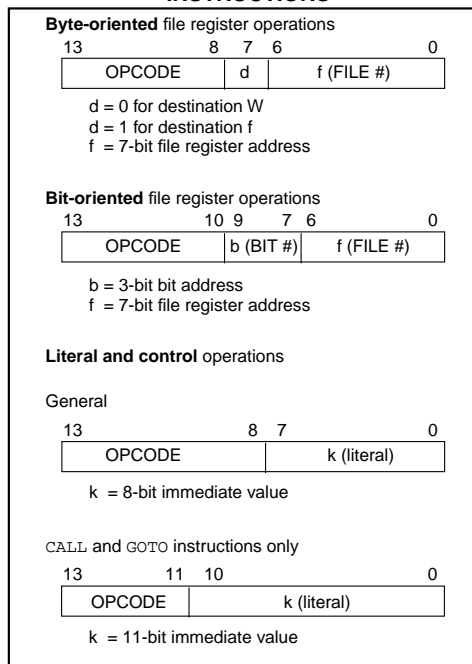 INSTRUCTIONS
Byte-oriented file register operations
13 8 7 6 0
OPCODE d f (FILE #)
d = 0 for destination W
d = 1 for destination f
f = 7-bit file register address
Bit-oriented file register operations
13 10 9 7 6 0
OPCODE b (BIT #) f (FILE #)
b = 3-bit bit address
f = 7-bit file register address
Literal and control operations
General
13 8 7 0
OPCODE k (literal)
k = 8-bit immediate value
CALL and GOTO instructions only
13 11 10 0
OPCODE k (literal)
k = 11-bit immediate value